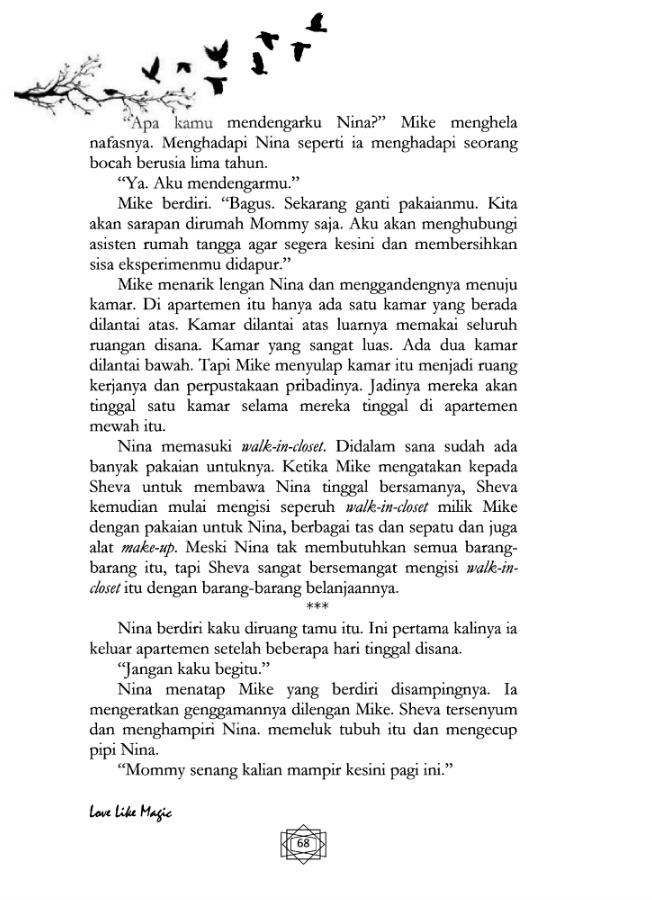 “Apa kamu mendengarku Nina?” Mike menghela
nafasnya. Menghadapi Nina seperti ia menghadapi seorang
bocah berusia lima tahun.
“Ya. Aku mendengarmu.”
Mike berdiri. “Bagus. Sekarang ganti pakaianmu. Kita
akan sarapan dirumah Mommy saja. Aku akan menghubungi
asisten rumah tangga agar segera kesini dan membersihkan
sisa eksperimenmu didapur.”
Mike menarik lengan Nina dan menggandengnya menuju
kamar. Di apartemen itu hanya ada satu kamar yang berada
dilantai atas. Kamar dilantai atas luarnya memakai seluruh
ruangan disana. Kamar yang sangat luas. Ada dua kamar
dilantai bawah. Tapi Mike menyulap kamar itu menjadi ruang
kerjanya dan perpustakaan pribadinya. Jadinya mereka akan
tinggal satu kamar selama mereka tinggal di apartemen
mewah itu.
Nina memasuki walk-in-closet. Didalam sana sudah ada
banyak pakaian untuknya. Ketika Mike mengatakan kepada
Sheva untuk membawa Nina tinggal bersamanya, Sheva
kemudian mulai mengisi seperuh walk-in-closet milik Mike
dengan pakaian untuk Nina, berbagai tas dan sepatu dan juga
alat make-up. Meski Nina tak membutuhkan semua barang-
barang itu, tapi Sheva sangat bersemangat mengisi walk-in-
closet itu dengan barang-barang belanjaannya.
***
Nina berdiri kaku diruang tamu itu. Ini pertama kalinya ia
keluar apartemen setelah beberapa hari tinggal disana.
“Jangan kaku begitu.”
Nina menatap Mike yang berdiri disampingnya. Ia
mengeratkan genggamannya dilengan Mike. Sheva tersenyum
dan menghampiri Nina. memeluk tubuh itu dan mengecup
pipi Nina.
“Mommy senang kalian mampir kesini pagi ini.”
Love Like Magic
68